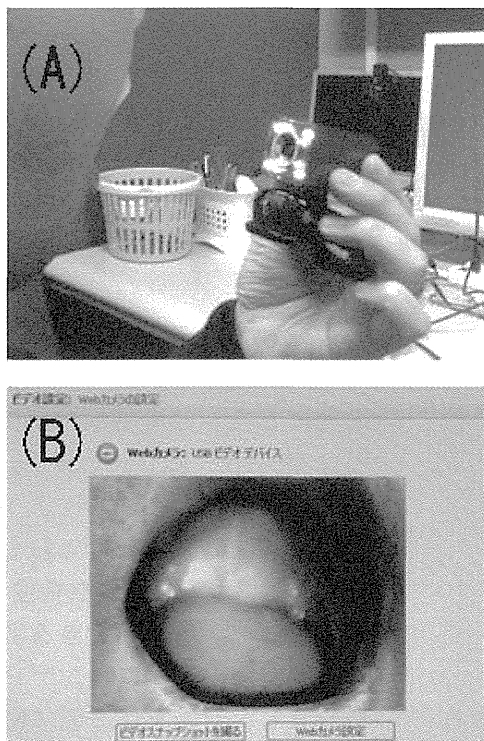 (A)
ビデオ設定: Webカメラの設定
(B)
Webカメラ: USB ビデオ デバイス
ビデオスナップショットを撮る
Webカメラ設定